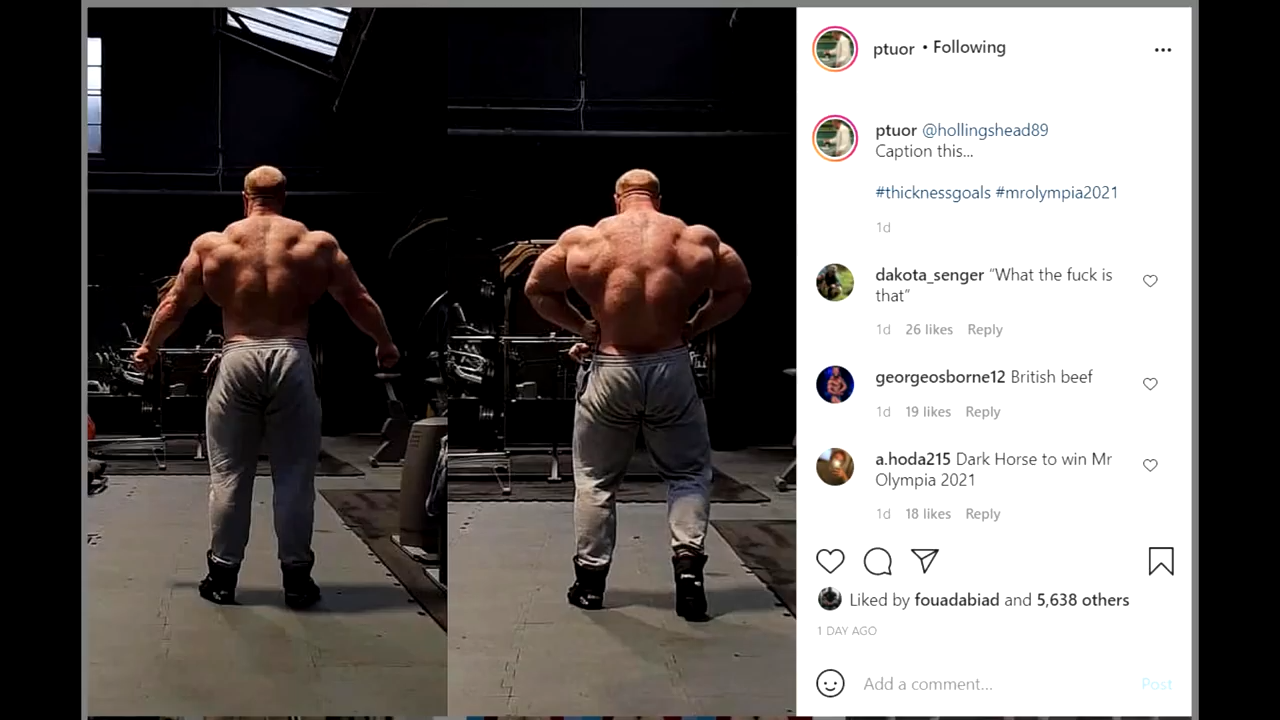 ptuor • Following
ptuor @hollingshead89
Caption this...
#thicknessgoals #mrolympia2021
1d
dakota_senger “What the fuck is
that”
1d 26 likes Reply
georgeosborne12 British beef
1d 19 likes Reply
a.hoda215 Dark Horse to win Mr
Olympia 2021
1d 18 likes Reply
Liked by fouadabiad and 5,638 others
1 DAY AGO
Add a comment... Post